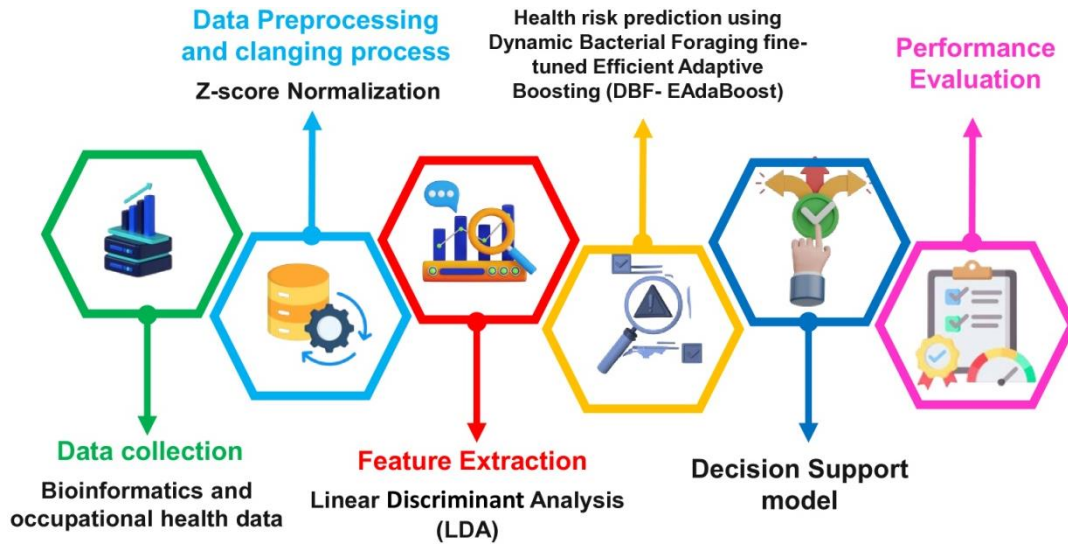 Data Preprocessing
and clanging process
Z-score Normalization
Health risk prediction using
Dynamic Bacterial Foraging fine-
tuned Efficient Adaptive
Boosting (DBF- EAdaBoost)
Performance
Evaluation
Data collection
Bioinformatics and
occupational health data
Feature Extraction
Linear Discriminant Analysis
(LDA)
Decision Support
model